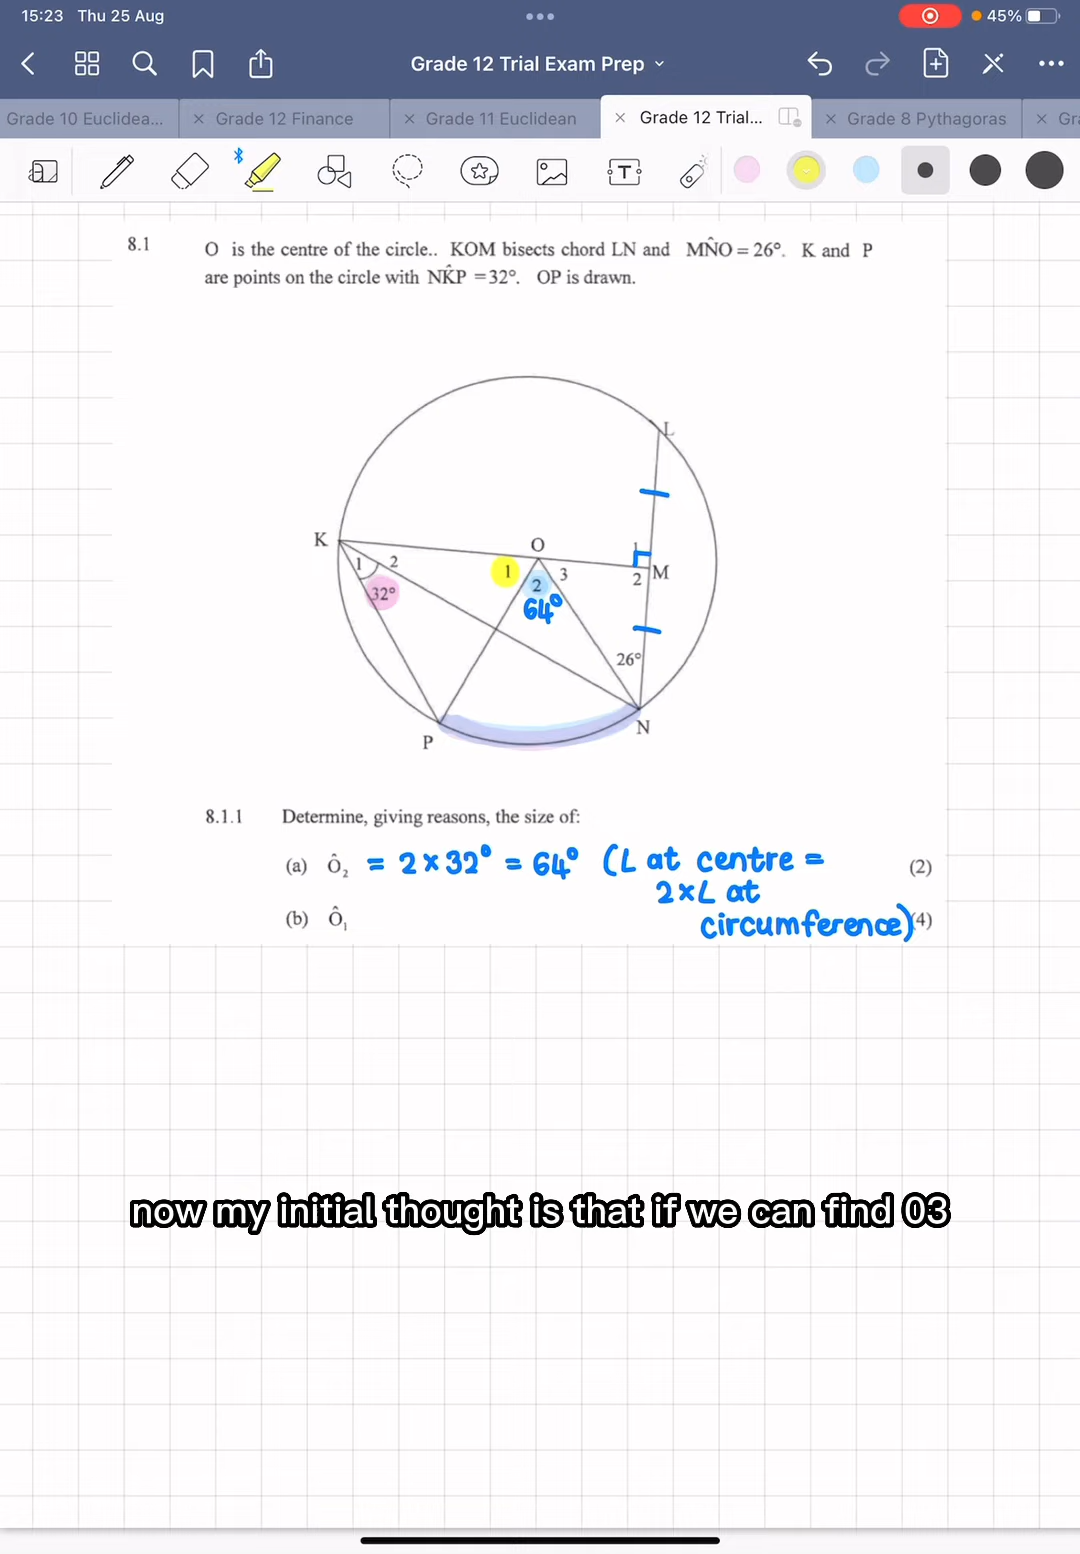 15:23 Thu 25 Aug
45%
Grade 12 Trial Exam Prep
Grade 10 Euclidea...
× Grade 12 Finance
× Grade 11 Euclidean
× Grade 12 Trial...
× Grade 8 Pythagoras
× Gra
T
8.1 O is the centre of the circle.. KOM bisects chord LN and MN̂O = 26°. K and P
are points on the circle with NK̂P = 32°. OP is drawn.
L
K
O
1 2
1
3
1
2 M
2
32°
64°
26°
N
P
8.1.1 Determine, giving reasons, the size of:
(a) Ô₂ = 2 × 32° = 64° (∠ at centre = (2)
2×∠ at
(b) Ô₁ circumference) (4)
now my initial thought is that if we can find 03